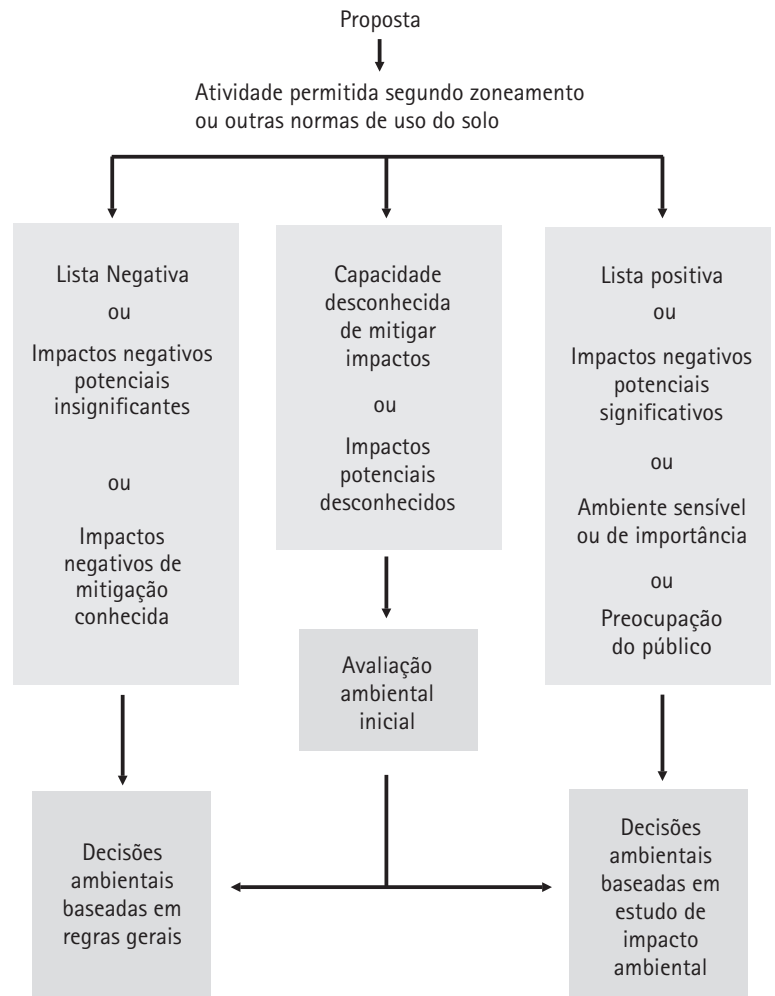 Proposta
Atividade permitida segundo zoneamento
ou outras normas de uso do solo
Lista Negativa
ou
Impactos negativos
potenciais
insignificantes
ou
Impactos
negativos de
mitigação
conhecida
Capacidade
desconhecida
de mitigar
impactos
ou
Impactos
potenciais
desconhecidos
Lista positiva
ou
Impactos negativos
potenciais
significativos
ou
Ambiente sensível
ou de importância
ou
Preocupação
do público
Avaliação
ambiental
inicial
Decisões
ambientais
baseadas em
regras gerais
Decisões
ambientais
baseadas em
estudo de
impacto
ambiental